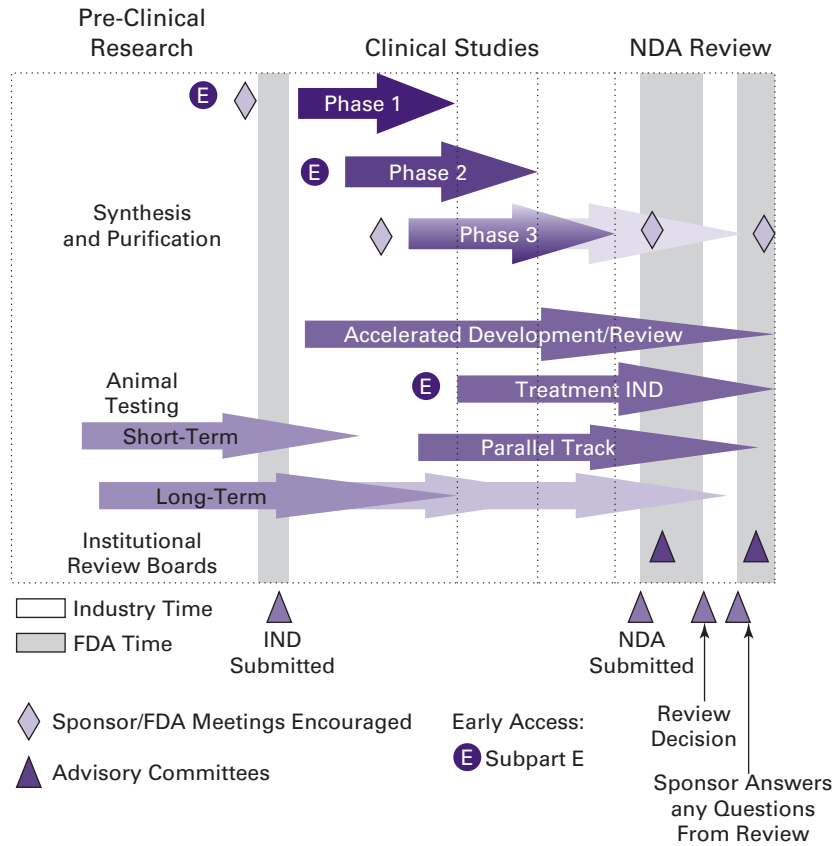 Pre-Clinical
Research
Clinical Studies
NDA Review
E
Phase 1
E
Phase 2
Synthesis
and Purification
Phase 3
Accelerated Development/Review
Animal
Testing
E
Treatment IND
Short-Term
Parallel Track
Long-Term
Institutional
Review Boards
Industry Time
FDA Time
IND
Submitted
NDA
Submitted
Sponsor/FDA Meetings Encouraged
Advisory Committees
Early Access:
E Subpart E
Review
Decision
Sponsor Answers
any Questions
From Review